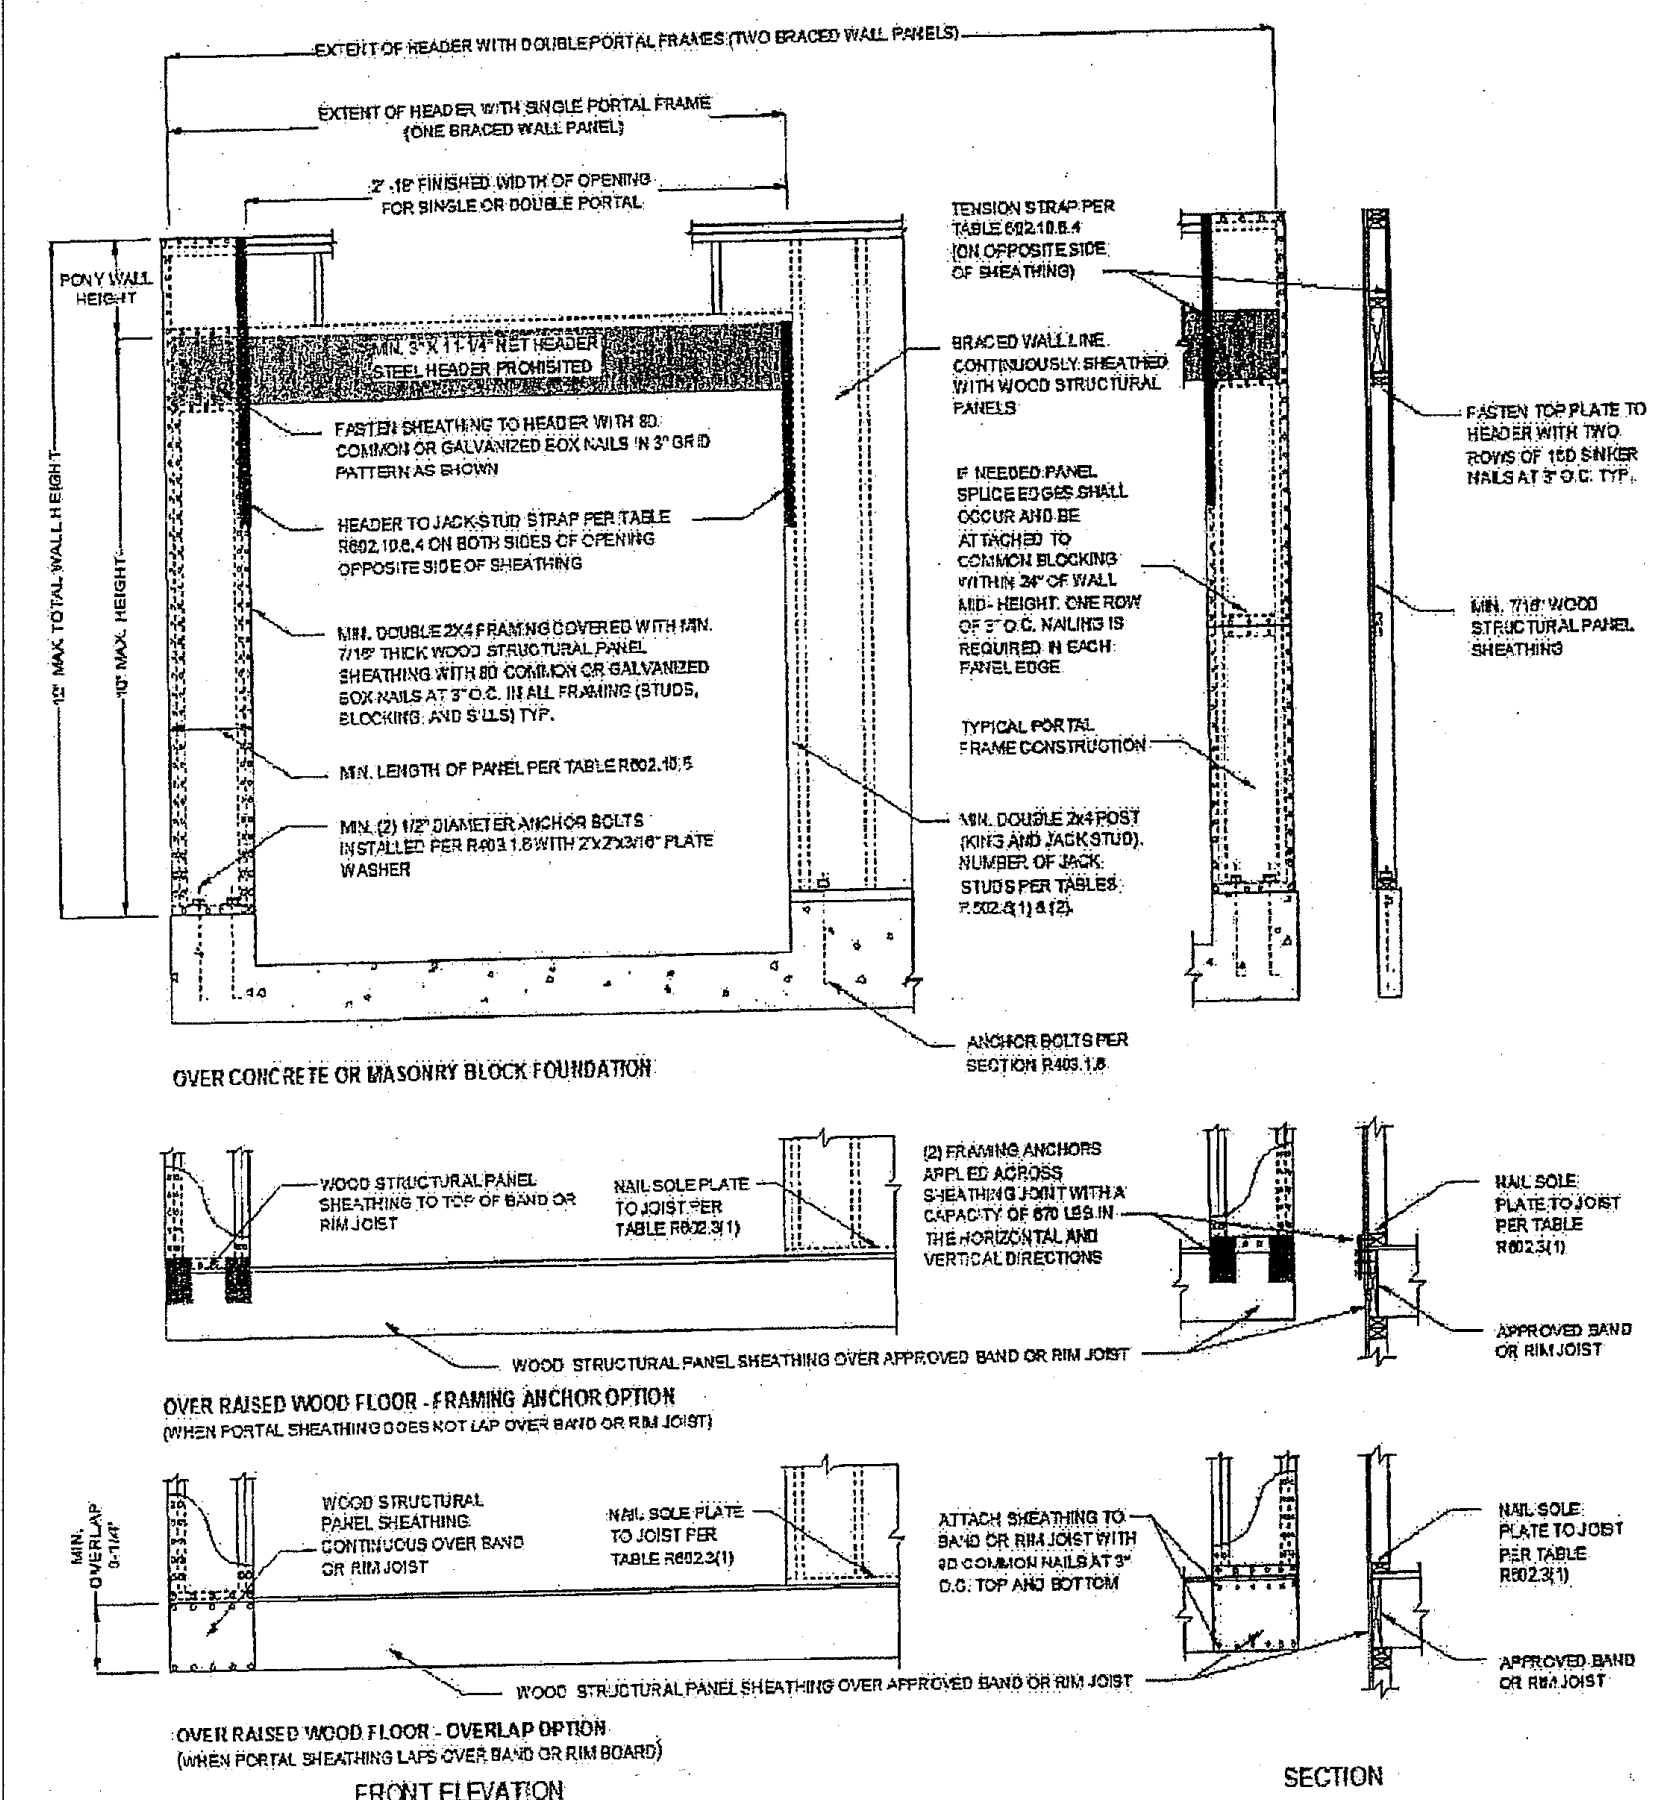 EXTENT OF HEADER WITH DOUBLE PORTAL FRAMES (TWO BRACED WALL PANELS)
EXTENT OF HEADER WITH SINGLE PORTAL FRAME
(ONE BRACED WALL PANEL)
2' -18' FINISHED WIDTH OF OPENING
FOR SINGLE OR DOUBLE PORTAL
PONY WALL
HEIGHT
12' MAX. TOTAL WALL HEIGHT
10' MAX. HEIGHT
MIN. 3" X 11-1/4" NET HEADER
STEEL HEADER PROHIBITED
FASTEN SHEATHING TO HEADER WITH 8D
COMMON OR GALVANIZED BOX NAILS IN 3" GRID
PATTERN AS SHOWN
HEADER TO JACK-STUD STRAP PER TABLE
R602.10.6.4 ON BOTH SIDES OF OPENING
OPPOSITE SIDE OF SHEATHING
MIN. DOUBLE 2X4 FRAMING COVERED WITH MIN.
7/16" THICK WOOD STRUCTURAL PANEL
SHEATHING WITH 8D COMMON OR GALVANIZED
BOX NAILS AT 3" O.C. IN ALL FRAMING (STUDS,
BLOCKING, AND SILLS) TYP.
MIN. LENGTH OF PANEL PER TABLE R602.10.5
MIN. (2) 1/2" DIAMETER ANCHOR BOLTS
INSTALLED PER R403.1.6 WITH 2"x2"x3/16" PLATE
WASHER
TENSION STRAP PER
TABLE 602.10.6.4
(ON OPPOSITE SIDE
OF SHEATHING)
BRACED WALL LINE
CONTINUOUSLY SHEATHED
WITH WOOD STRUCTURAL
PANELS
IF NEEDED PANEL
SPLICE EDGES SHALL
OCCUR AND BE
ATTACHED TO
COMMON BLOCKING
WITHIN 24" OF WALL
MID- HEIGHT. ONE ROW
OF 3" O.C. NAILING IS
REQUIRED IN EACH
PANEL EDGE
TYPICAL PORTAL
FRAME CONSTRUCTION
MIN. DOUBLE 2x4 POST
(KING AND JACK STUD).
NUMBER OF JACK
STUDS PER TABLES
R502.5(1) & (2).
ANCHOR BOLTS PER
SECTION R403.1.6
FASTEN TOP PLATE TO
HEADER WITH TWO
ROWS OF 16D SINKER
NAILS AT 3" O.C. TYP.
MIN. 7/16" WOOD
STRUCTURAL PANEL
SHEATHING
OVER CONCRETE OR MASONRY BLOCK FOUNDATION
WOOD STRUCTURAL PANEL
SHEATHING TO TOP OF BAND OR
RIM JOIST
NAIL SOLE PLATE
TO JOIST PER
TABLE R602.3(1)
(2) FRAMING ANCHORS
APPLIED ACROSS
SHEATHING JOINT WITH A
CAPACITY OF 670 LBS IN
THE HORIZONTAL AND
VERTICAL DIRECTIONS
NAIL SOLE
PLATE TO JOIST
PER TABLE
R602.3(1)
APPROVED BAND
OR RIM JOIST
WOOD STRUCTURAL PANEL SHEATHING OVER APPROVED BAND OR RIM JOIST
OVER RAISED WOOD FLOOR - FRAMING ANCHOR OPTION
(WHEN PORTAL SHEATHING DOES NOT LAP OVER BAND OR RIM JOIST)
MIN.
OVERLAP
9-1/4"
WOOD STRUCTURAL
PANEL SHEATHING
CONTINUOUS OVER BAND
OR RIM JOIST
NAIL SOLE PLATE
TO JOIST PER
TABLE R602.3(1)
ATTACH SHEATHING TO
BAND OR RIM JOIST WITH
8D COMMON NAILS AT 3"
O.C. TOP AND BOTTOM
NAIL SOLE
PLATE TO JOIST
PER TABLE
R602.3(1)
APPROVED BAND
OR RIM JOIST
WOOD STRUCTURAL PANEL SHEATHING OVER APPROVED BAND OR RIM JOIST
OVER RAISED WOOD FLOOR - OVERLAP OPTION
(WHEN PORTAL SHEATHING LAPS OVER BAND OR RIM BOARD)
FRONT ELEVATION
SECTION